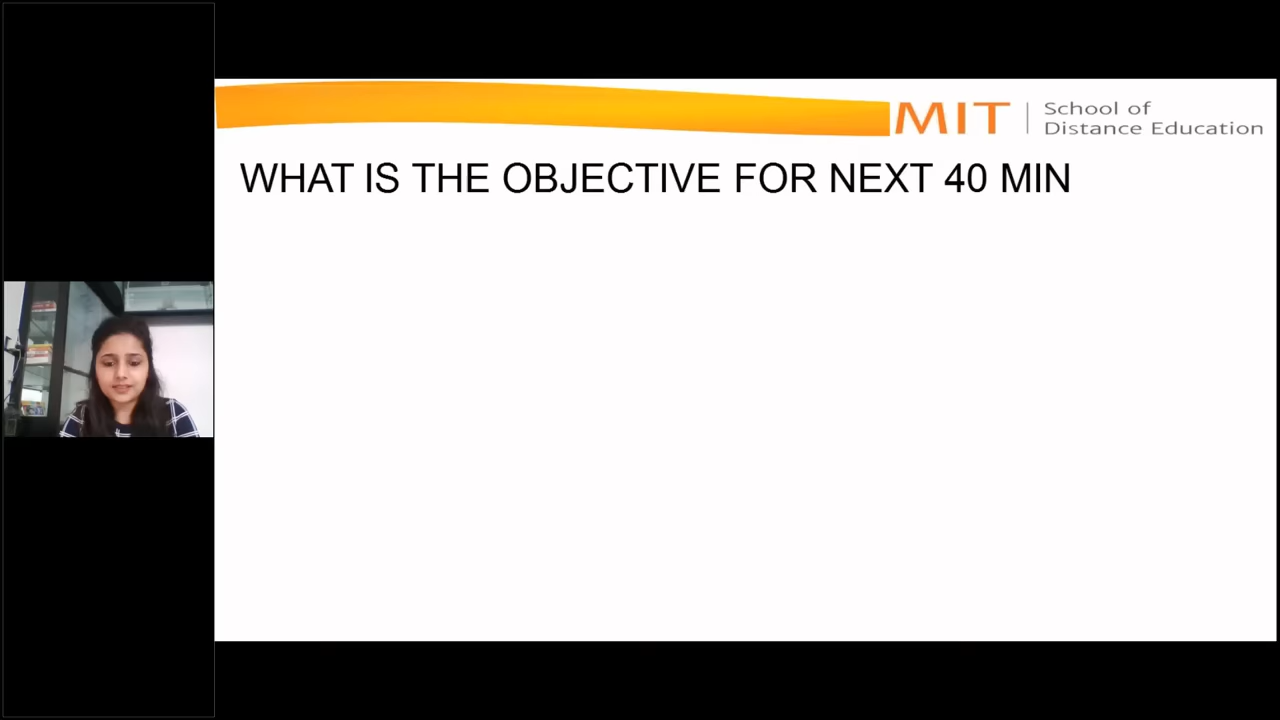 MIT
School of
Distance Education
WHAT IS THE OBJECTIVE FOR NEXT 40 MIN